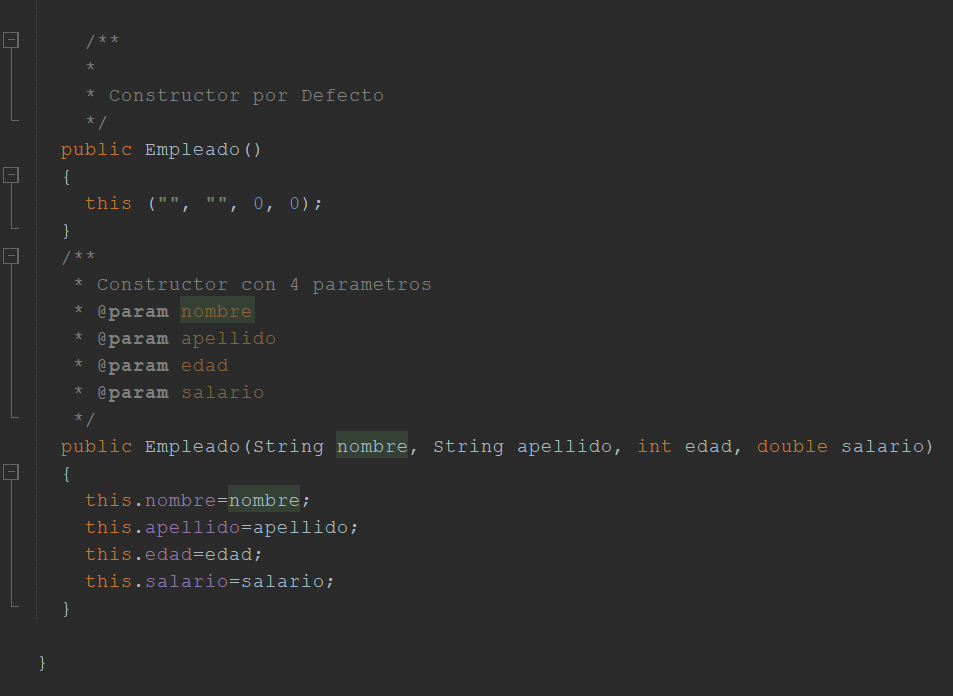 /**
*
* Constructor por Defecto
*/
public Empleado()
{
this ("", "", 0, 0);
}
/**
* Constructor con 4 parametros
* @param nombre
* @param apellido
* @param edad
* @param salario
*/
public Empleado(String nombre, String apellido, int edad, double salario)
{
this.nombre=nombre;
this.apellido=apellido;
this.edad=edad;
this.salario=salario;
}
}